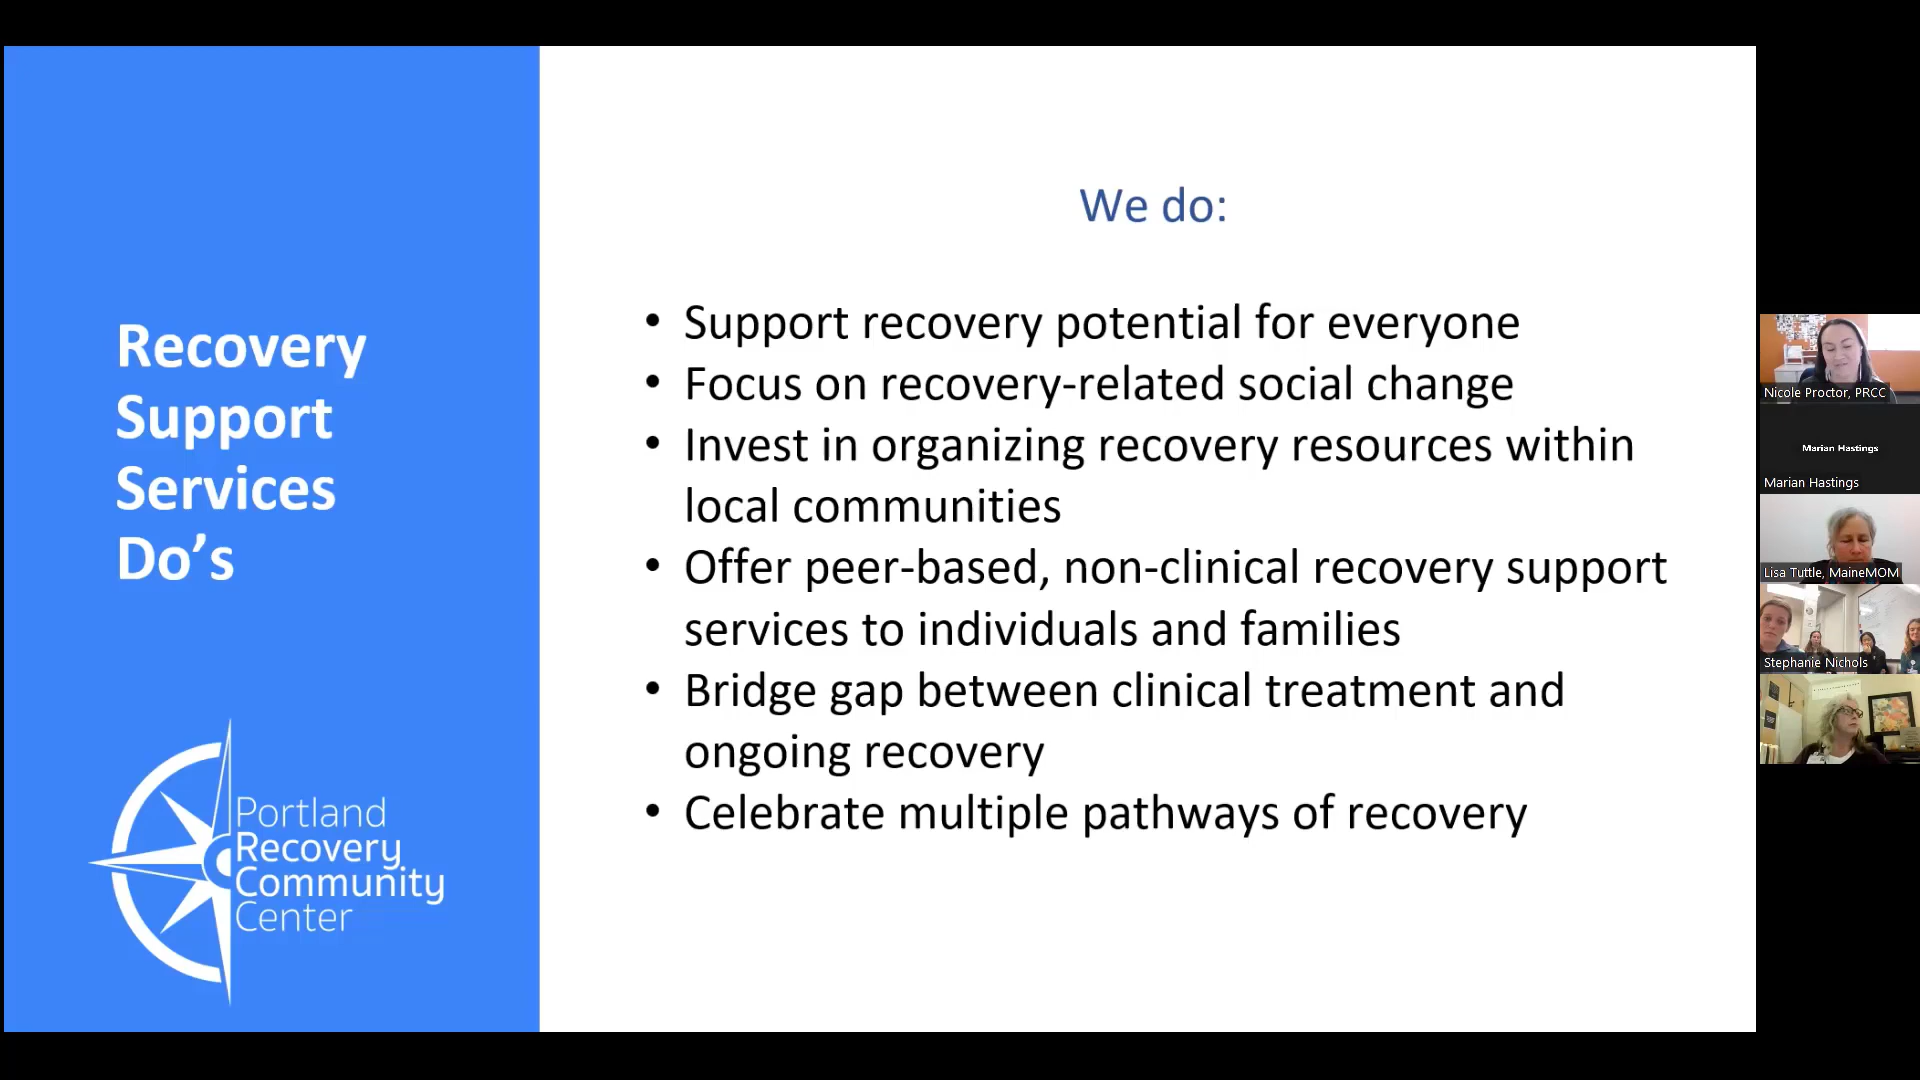 Recovery
Support
Services
Do's
Portland
Recovery
Community
Center
We do:
• Support recovery potential for everyone
• Focus on recovery-related social change
• Invest in organizing recovery resources within
local communities
• Offer peer-based, non-clinical recovery support
services to individuals and families
• Bridge gap between clinical treatment and
ongoing recovery
• Celebrate multiple pathways of recovery
Nicole Proctor, PRCC
Marian Hastings
Marian Hastings
Lisa Tuttle, MaineMOM
Stephanie Nichols